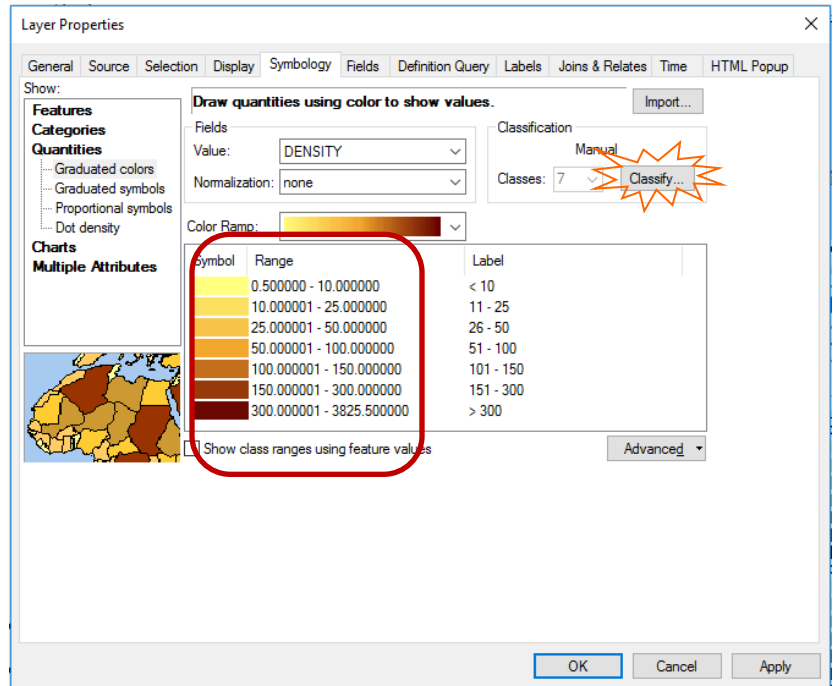 Layer Properties
General Source Selection Display Symbology Fields Definition Query Labels Joins & Relates Time HTML Popup
Show:
Features
Categories
Quantities
Graduated colors
Graduated symbols
Proportional symbols
Dot density
Charts
Multiple Attributes
Draw quantities using color to show values.
Import...
Fields
Value: DENSITY
Normalization: none
Classification
Manual
Classes: 7 Classify...
Color Ramp:
Symbol Range Label
0.500000 - 10.000000 < 10
10.000001 - 25.000000 11 - 25
25.000001 - 50.000000 26 - 50
50.000001 - 100.000000 51 - 100
100.000001 - 150.000000 101 - 150
150.000001 - 300.000000 151 - 300
300.000001 - 3825.500000 > 300
Show class ranges using feature values
Advanced
OK Cancel Apply